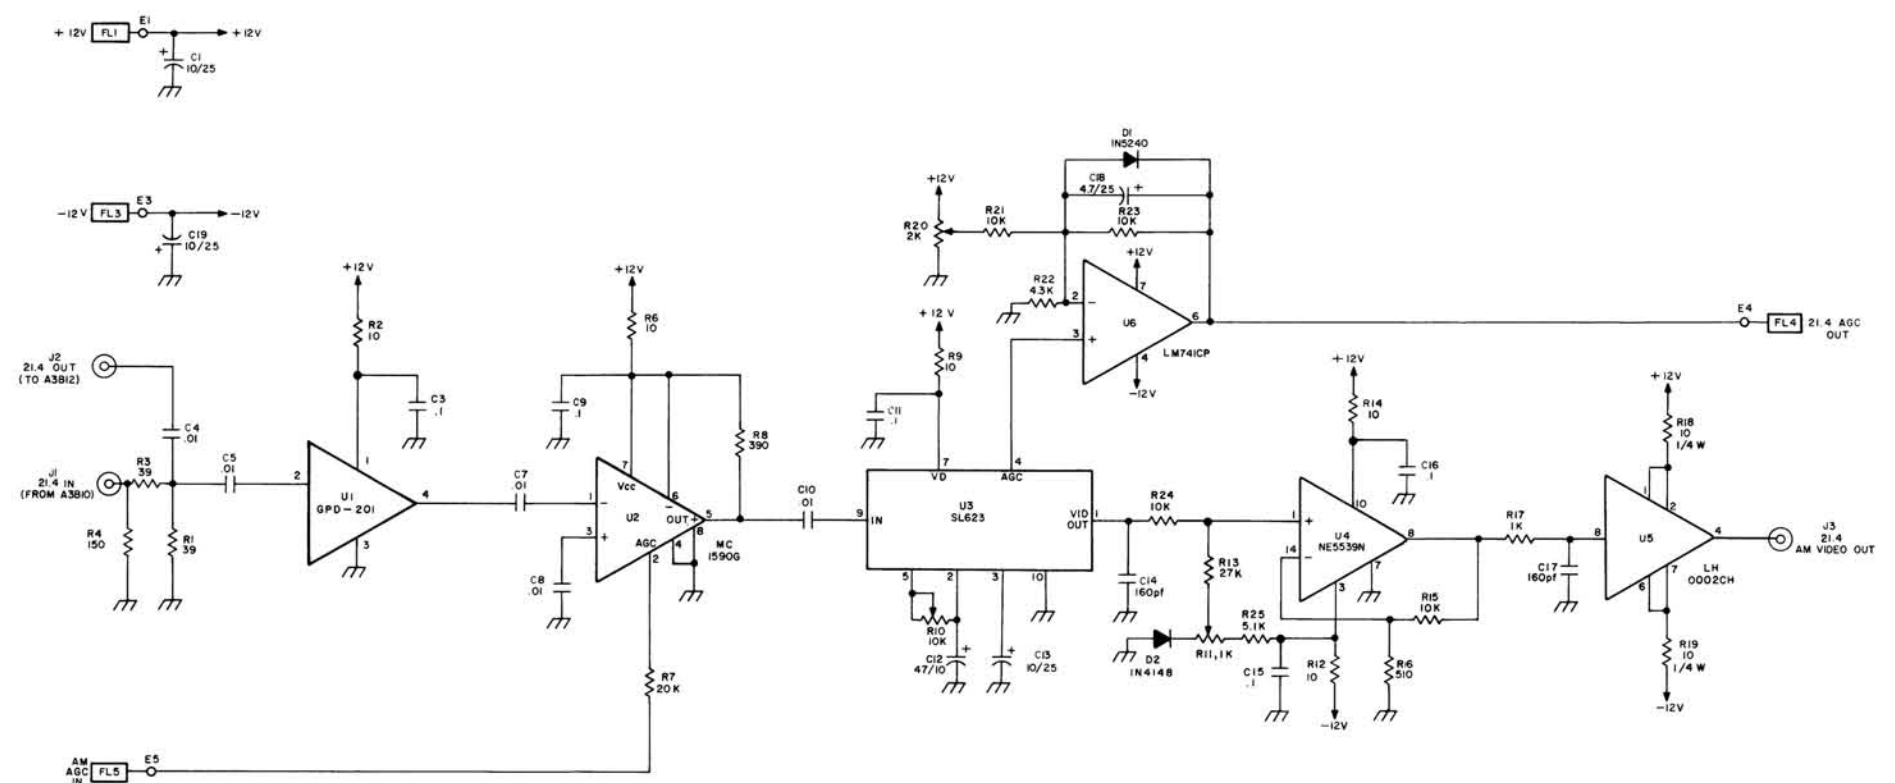 +12V FL1 E1 +12V
+
C1
10/25
-12V FL3 E3 -12V
C19
10/25
+
J2
21.4 OUT
(TO A3B12)
C4
.01
J1
21.4 IN
(FROM A3B10)
R3
39
R4
150
R1
39
C5
.01
+12V
R2
10
C3
.1
2
1
U1
GPD-201
4
3
C7
.01
+12V
R6
10
C9
.1
R8
390
7
Vcc
1
-
6
-
U2
OUT
+
5
3
+
8
AGC
4
2
MC
1590G
C8
.01
R7
20K
AM
AGC
IN
FL5
E5
C10
.01
+12V
R9
10
C11
.1
7
VD
4
AGC
U3
SL623
9
IN
VID
OUT
1
5
2
3
10
R10
10K
C12
47/10
+
C13
10/25
+
+12V
R20
2K
R21
10K
D1
1N5240
C18
4.7/25
+
R23
10K
R22
4.3K
+12V
7
2
-
U6
6
3
+
4
LM741CP
-12V
E4
FL4
21.4 AGC
OUT
C14
160pf
R24
10K
R13
27K
D2
1N4148
R11,1K
R25
5.1K
C15
.1
R12
10
-12V
+12V
R14
10
C16
.1
10
1
+
U4
NE5539N
8
14
-
7
3
R15
10K
R16
510
R17
1K
C17
160pf
+12V
R18
10
1/4 W
1
2
8
U5
4
6
7
LH
0002CH
R19
10
1/4 W
-12V
J3
21.4
AM VIDEO OUT